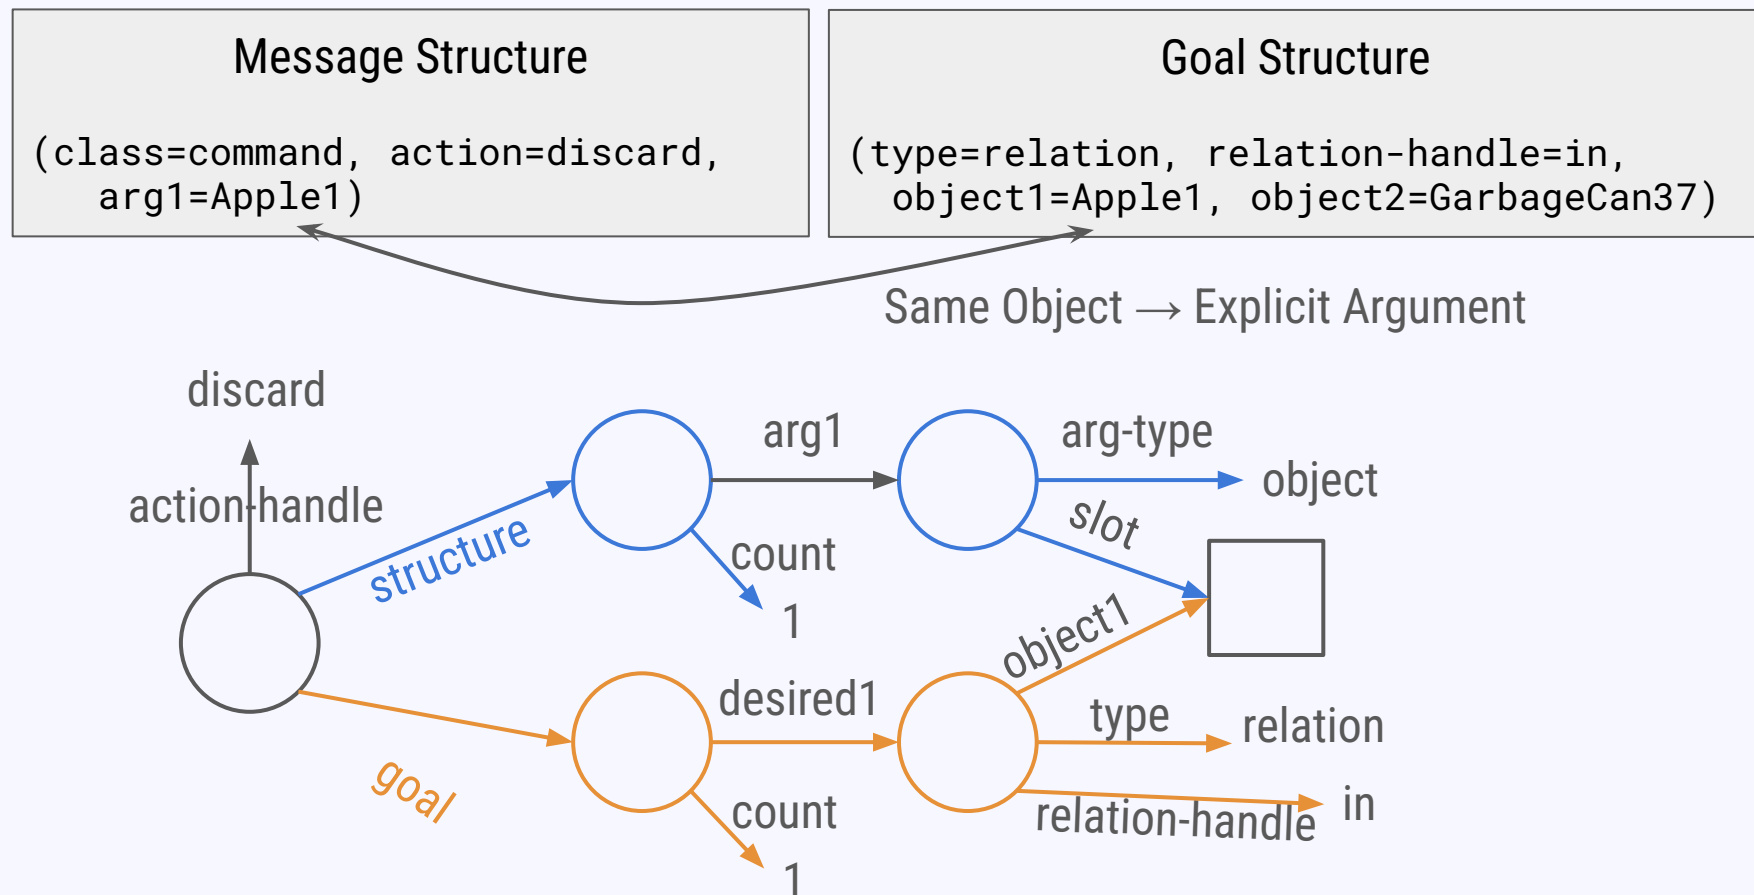 Message Structure
(class=command, action=discard,
arg1=Apple1)
Goal Structure
(type=relation, relation-handle=in,
object1=Apple1, object2=GarbageCan37)
Same Object → Explicit Argument
discard
action-handle
structure
arg1
arg-type
object
slot
count
1
object1
goal
desired1
type
relation
relation-handle
in
count
1